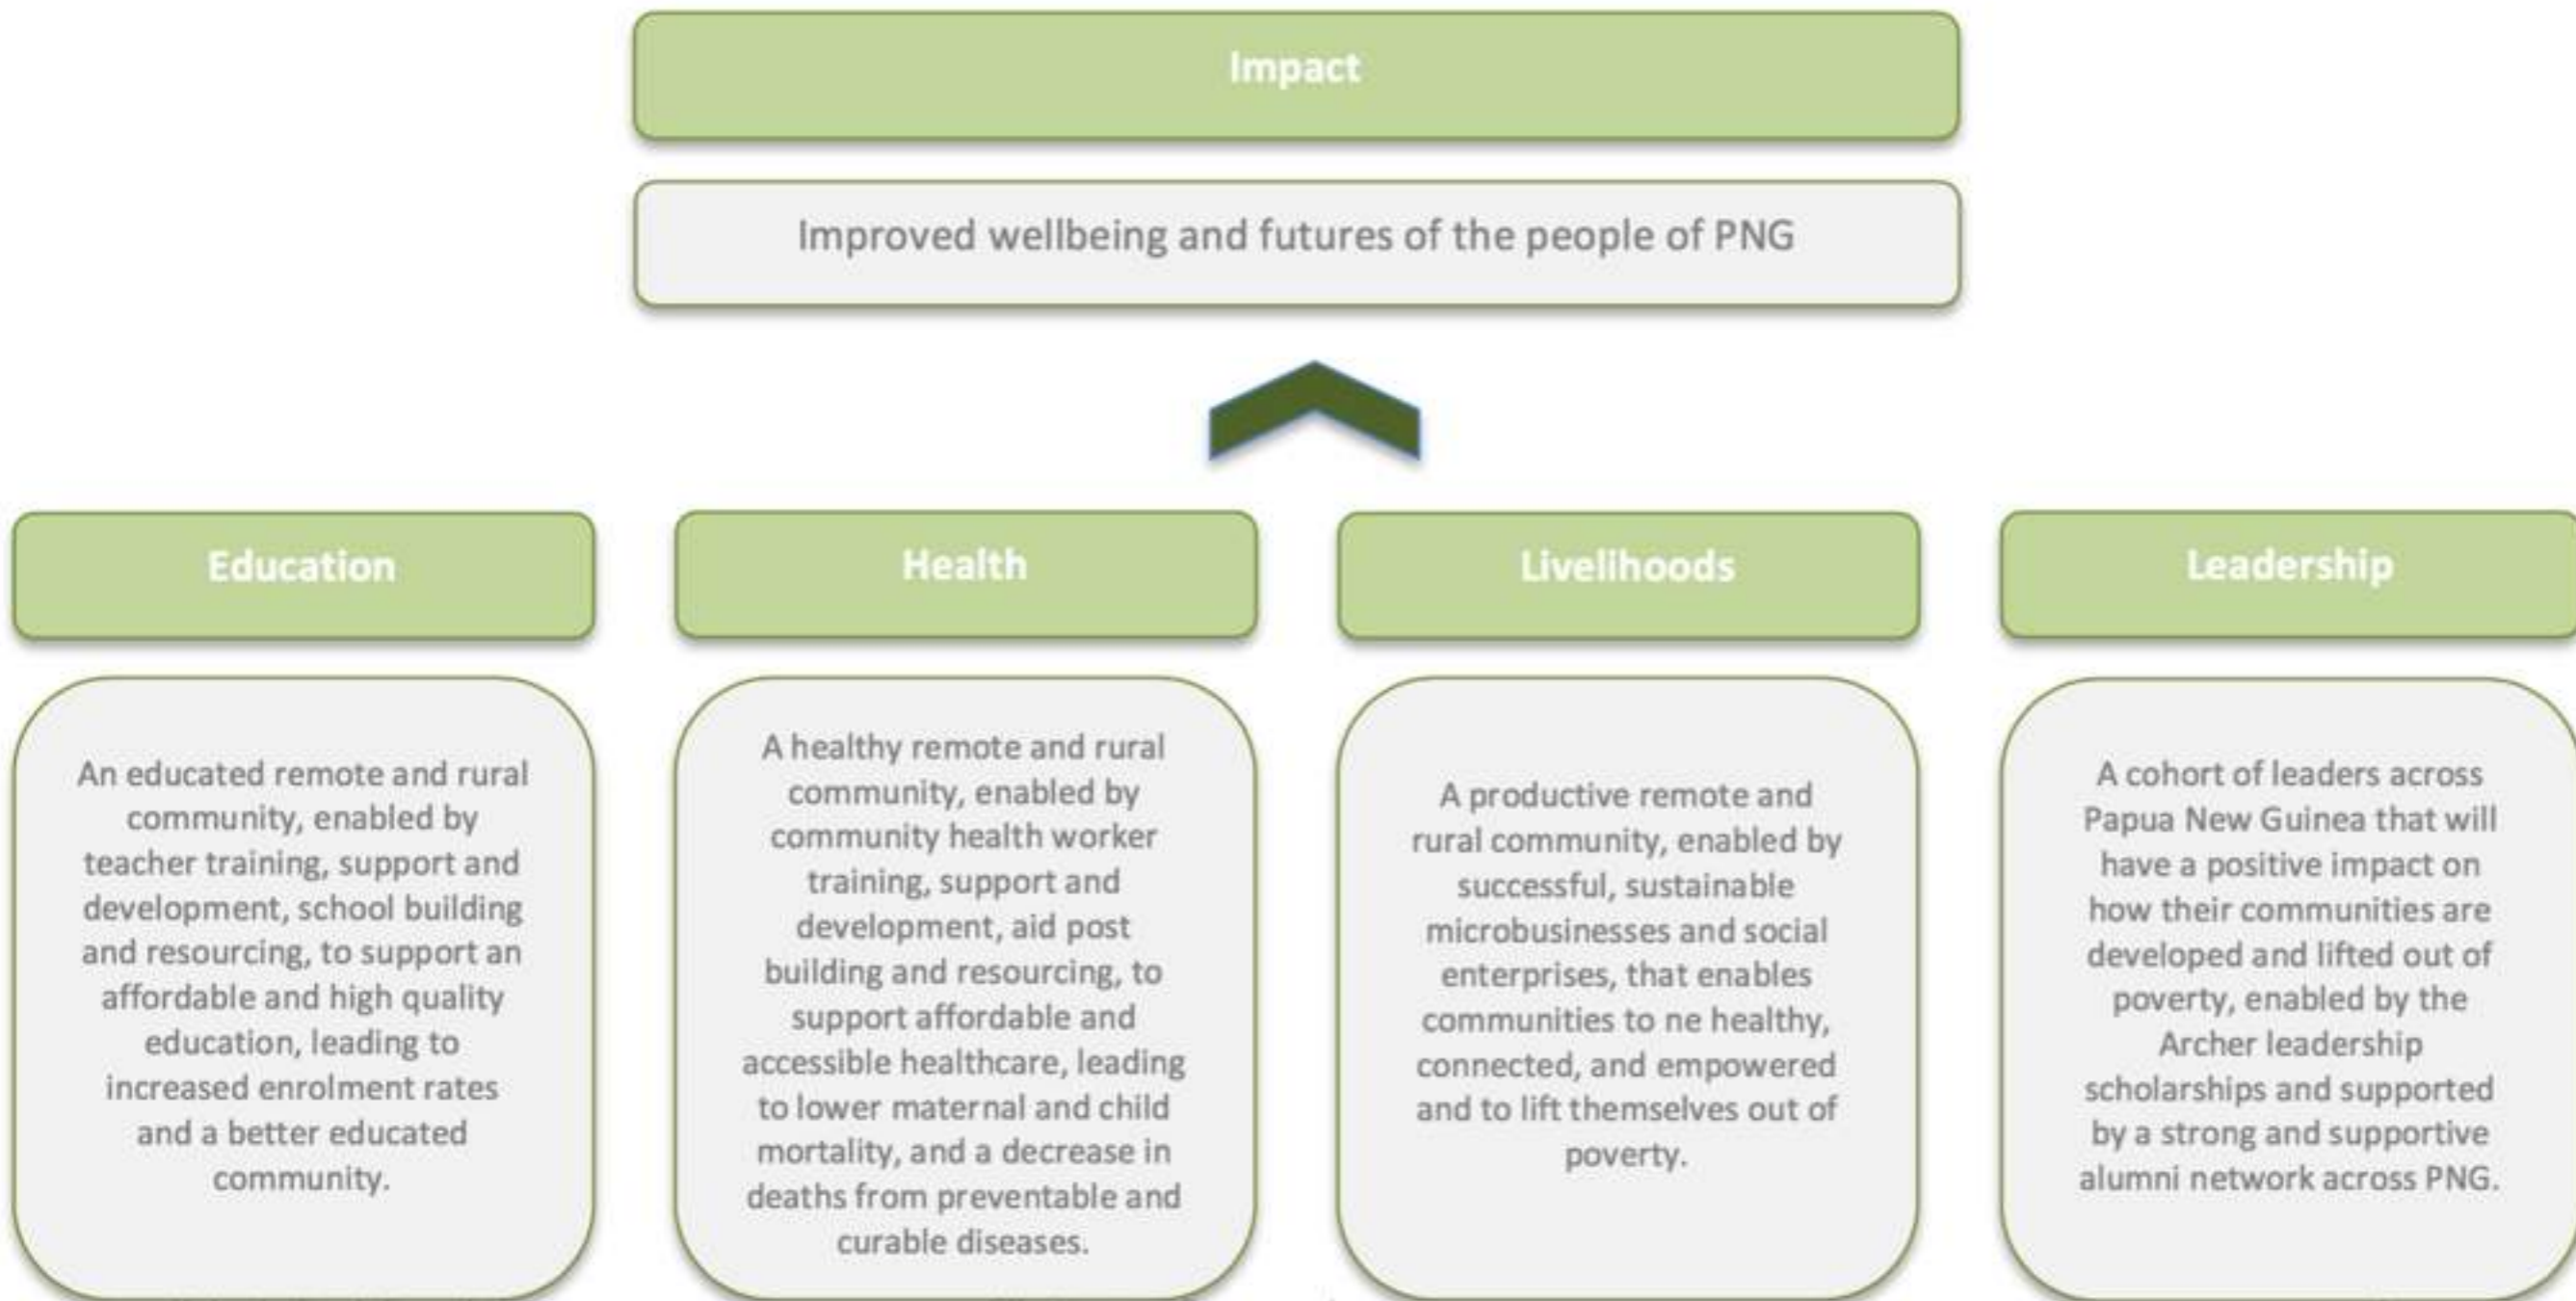 Impact
Improved wellbeing and futures of the people of PNG
Education
An educated remote and rural
community, enabled by
teacher training, support and
development, school building
and resourcing, to support an
affordable and high quality
education, leading to
increased enrolment rates
and a better educated
community.
Health
A healthy remote and rural
community, enabled by
community health worker
training, support and
development, aid post
building and resourcing, to
support affordable and
accessible healthcare, leading
to lower maternal and child
mortality, and a decrease in
deaths from preventable and
curable diseases.
Livelihoods
A productive remote and
rural community, enabled by
successful, sustainable
microbusinesses and social
enterprises, that enables
communities to ne healthy,
connected, and empowered
and to lift themselves out of
poverty.
Leadership
A cohort of leaders across
Papua New Guinea that will
have a positive impact on
how their communities are
developed and lifted out of
poverty, enabled by the
Archer leadership
scholarships and supported
by a strong and supportive
alumni network across PNG.